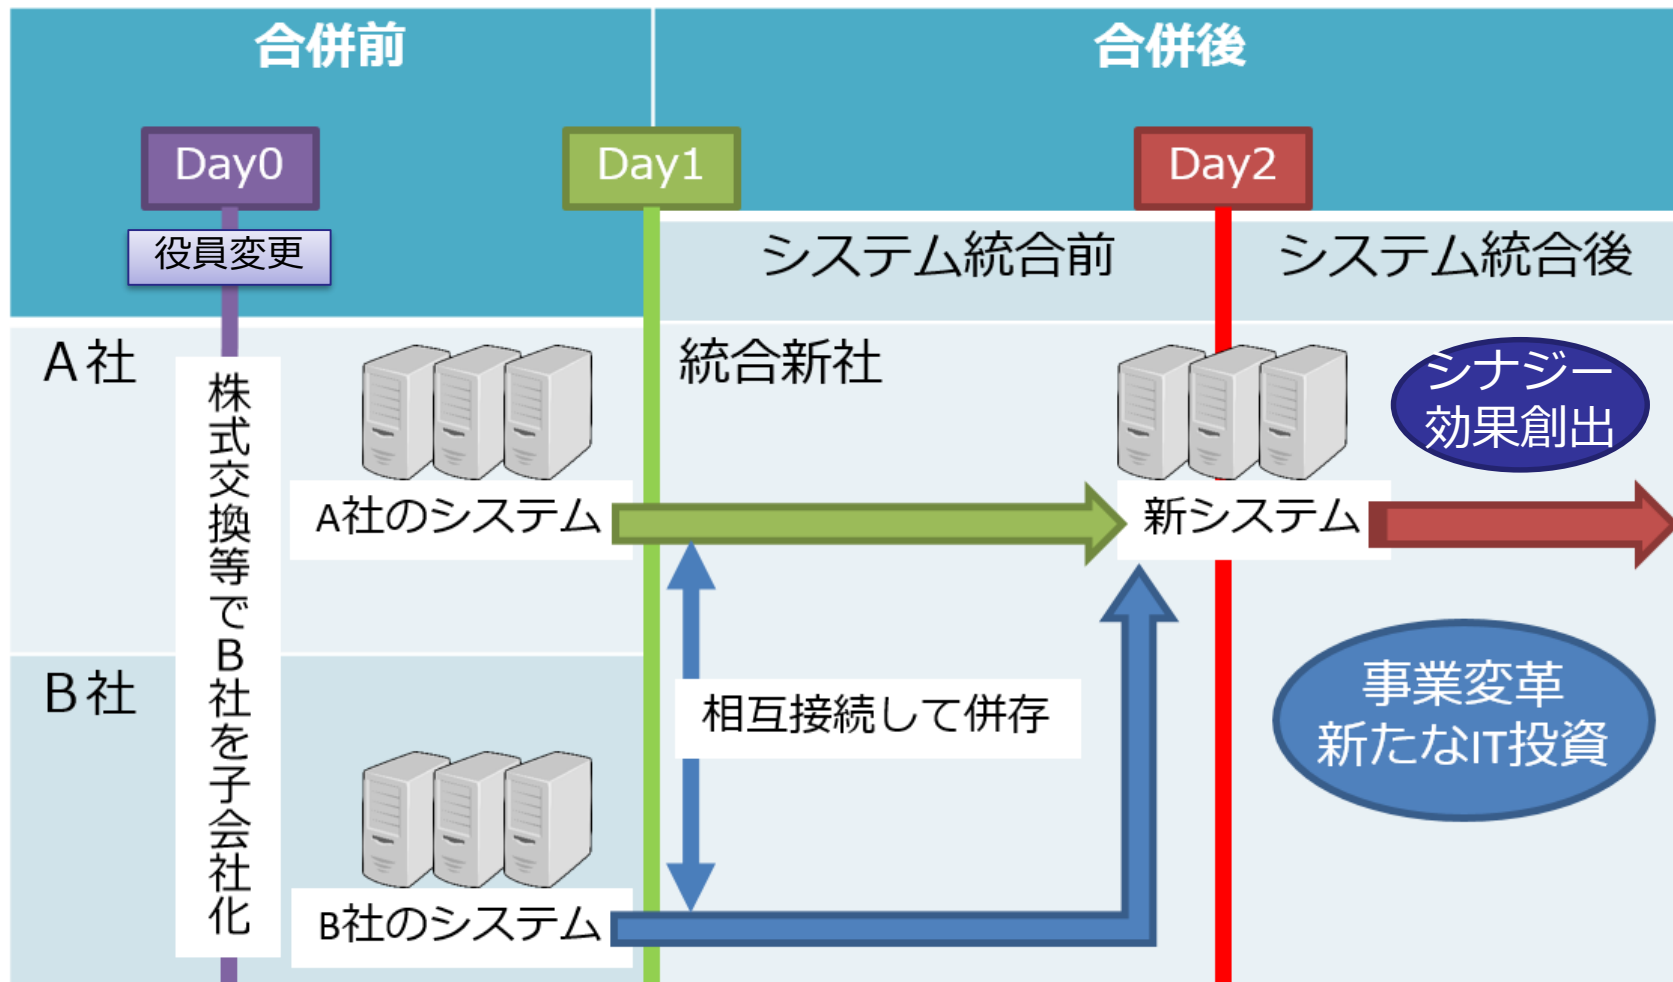 合併前
合併後
Day0
Day1
Day2
役員変更
システム統合前
システム統合後
A社
統合新社
シナジー
効果創出
株式交換等でB社を子会社化
A社のシステム
新システム
B社
相互接続して併存
事業変革
新たなIT投資
B社のシステム